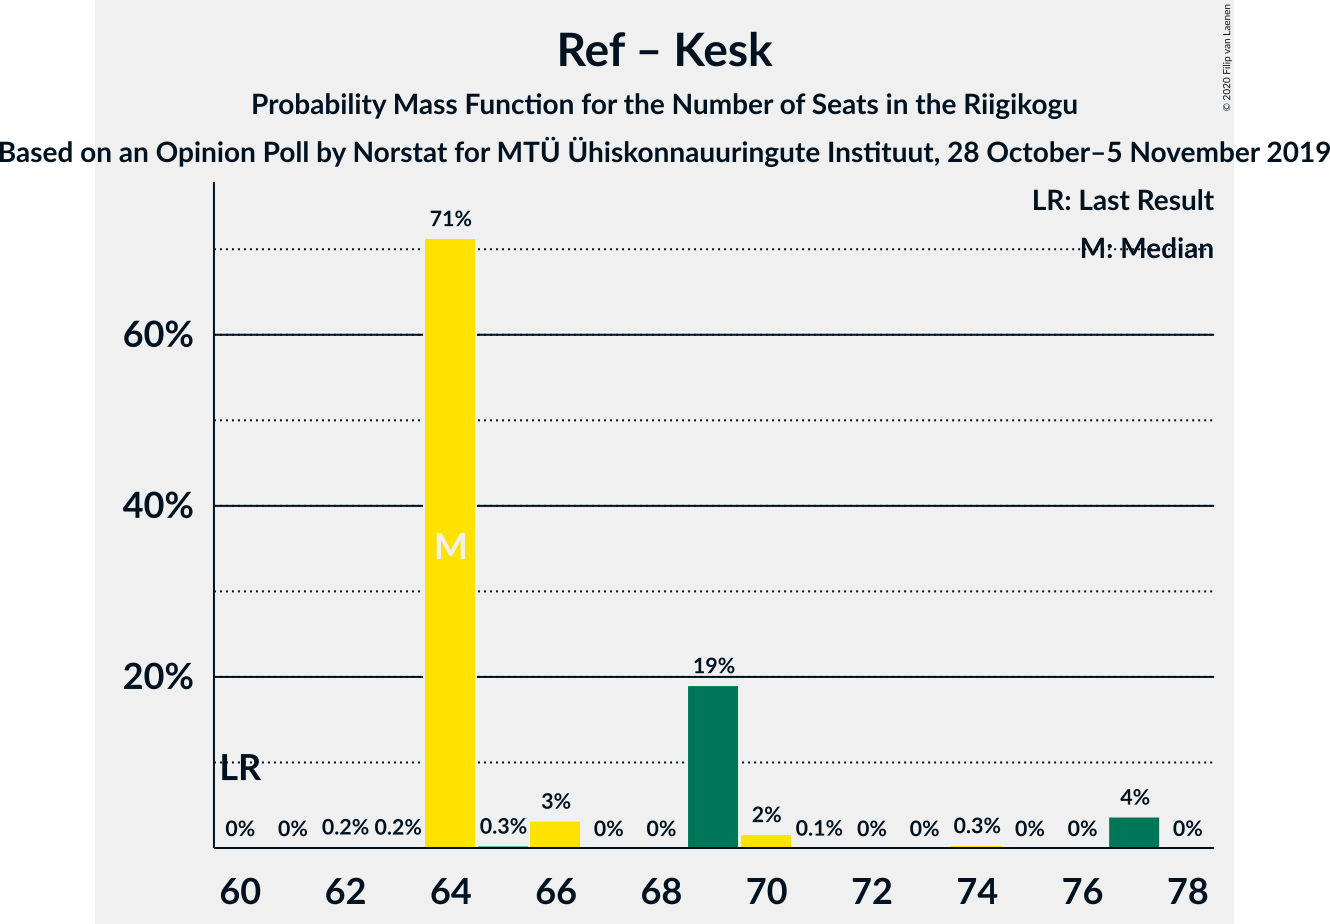 Ref – Kesk
Probability Mass Function for the Number of Seats in the Riigikogu
Based on an Opinion Poll by Norstat for MTÜ Ühiskonnauuringute Instituut, 28 October–5 November 2019
© 2020 Filip van Laenen
LR: Last Result
M: Median
71%
60%
40%
M
20%
19%
LR
0% 0% 0.2% 0.2% 0.3% 3% 0% 0% 2% 0.1% 0% 0% 0.3% 0% 0% 4% 0%
60 62 64 66 68 70 72 74 76 78